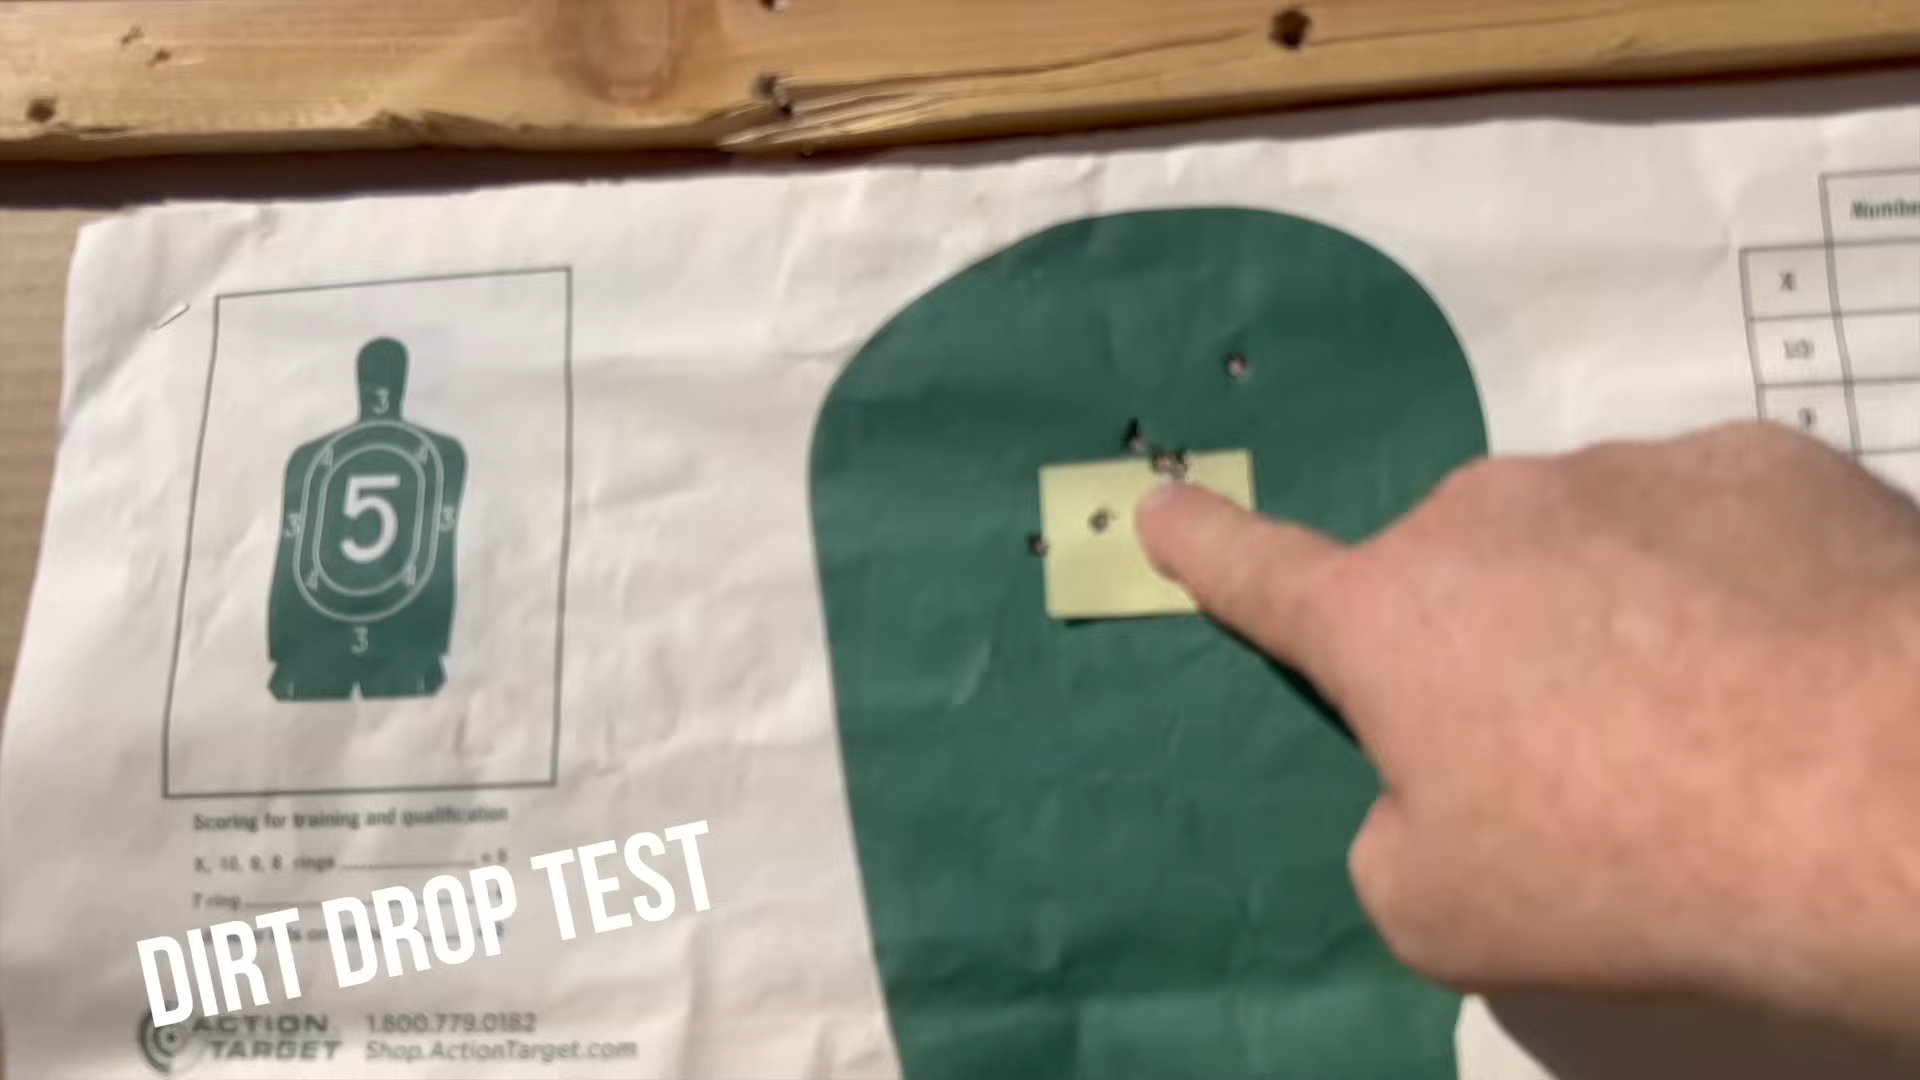 Number
X
10
9
3
5
3
3
3
Scoring for training and qualification
X, 10, 9, 8 rings = 5
7 ring
DIRT DROP TEST
ACTION TARGET
1.800.779.0182
Shop.ActionTarget.com